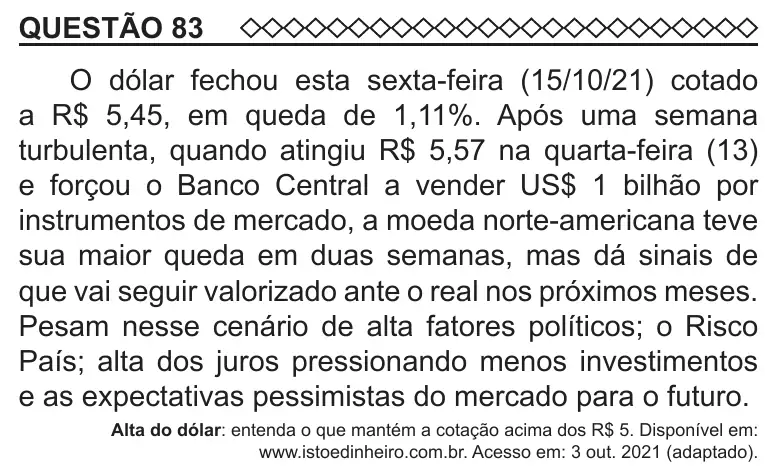 QUESTÃO 83
O dólar fechou esta sexta-feira (15/10/21) cotado
a R$ 5,45, em queda de 1,11%. Após uma semana
turbulenta, quando atingiu R$ 5,57 na quarta-feira (13)
e forçou o Banco Central a vender US$ 1 bilhão por
instrumentos de mercado, a moeda norte-americana teve
sua maior queda em duas semanas, mas dá sinais de
que vai seguir valorizado ante o real nos próximos meses.
Pesam nesse cenário de alta fatores políticos; o Risco
País; alta dos juros pressionando menos investimentos
e as expectativas pessimistas do mercado para o futuro.
Alta do dólar: entenda o que mantém a cotação acima dos R$ 5. Disponível em:
www.istoedinheiro.com.br. Acesso em: 3 out. 2021 (adaptado).